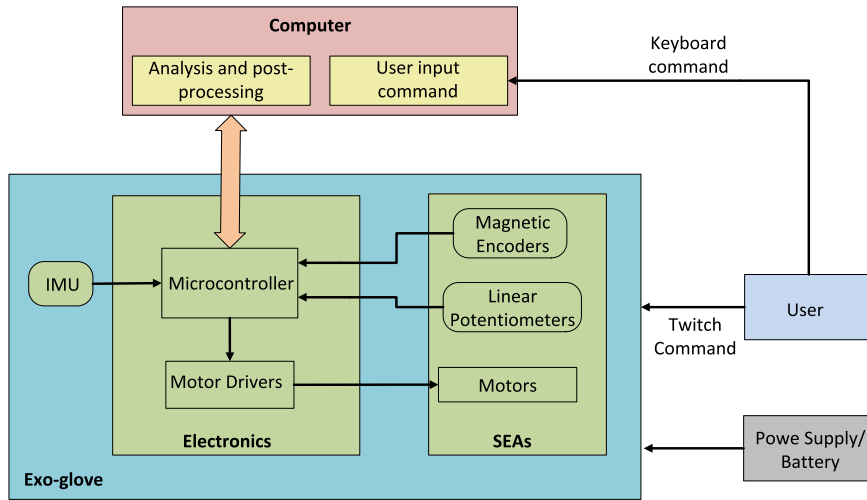 Computer
Analysis and post-
processing
User input
command
Keyboard
command
Magnetic
Encoders
IMU
Microcontroller
Linear
Potentiometers
User
Twitch
Command
Motor Drivers
Motors
Electronics
SEAs
Powe Supply/
Battery
Exo-glove